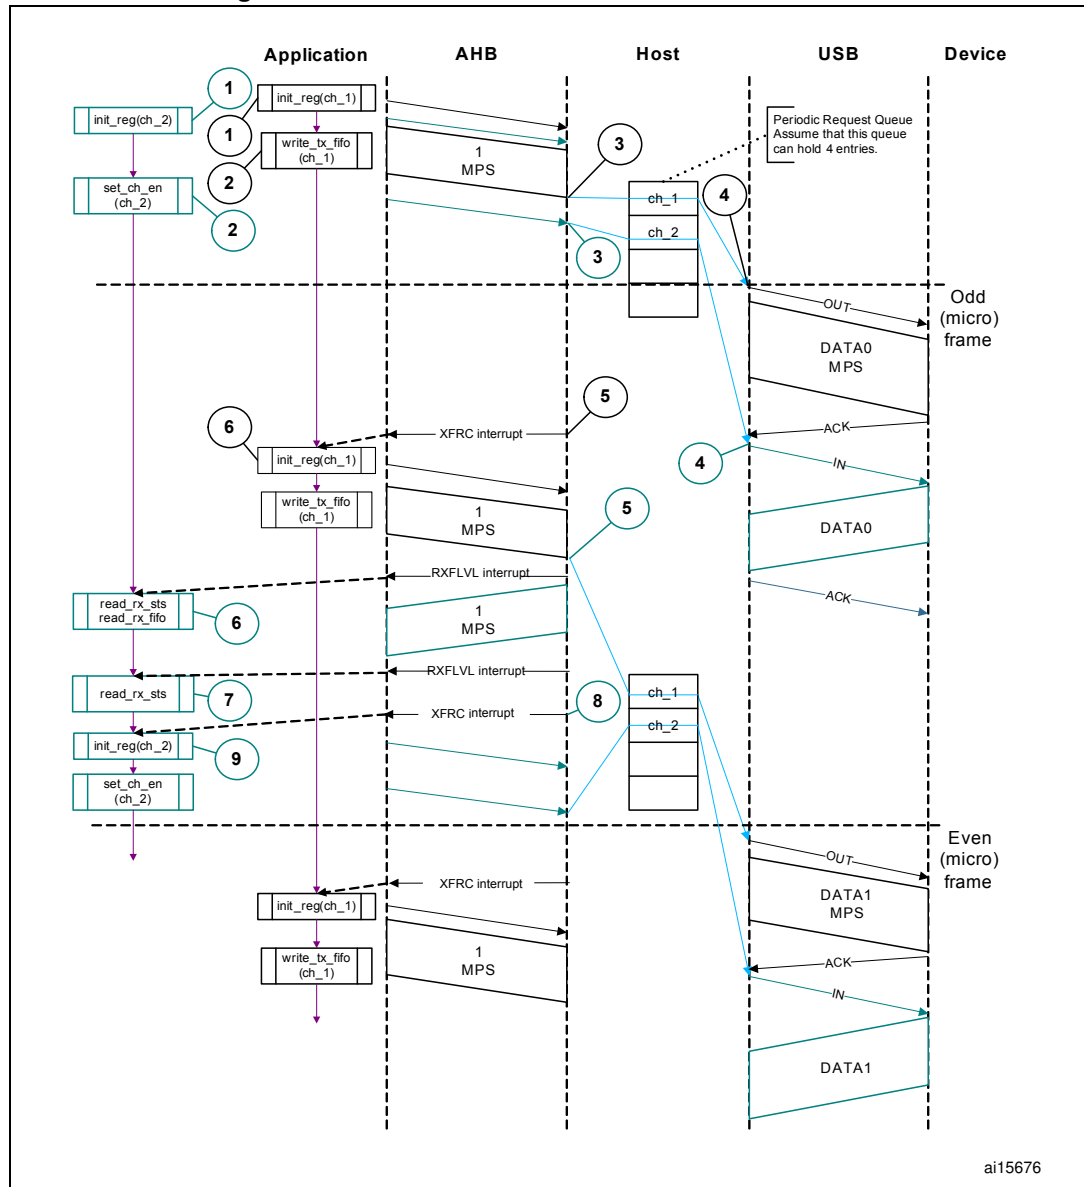 Application AHB Host USB Device
1
init_reg(ch_2)
init_reg(ch_1)
1
write_tx_fifo
(ch_1)
2
set_ch_en
(ch_2)
2
1
MPS
3
3
Periodic Request Queue
Assume that this queue
can hold 4 entries.
4
ch_1
ch_2
Odd
(micro)
frame
OUT
DATA0
MPS
ACK
5
XFRC interrupt
6
init_reg(ch_1)
4
IN
write_tx_fifo
(ch_1)
1
MPS
5
DATA0
RXFLVL interrupt
ACK
read_rx_sts
read_rx_fifo
6
1
MPS
RXFLVL interrupt
read_rx_sts
7
ch_1
XFRC interrupt
8
ch_2
init_reg(ch_2)
9
set_ch_en
(ch_2)
Even
(micro)
frame
OUT
XFRC interrupt
init_reg(ch_1)
DATA1
MPS
write_tx_fifo
(ch_1)
1
MPS
ACK
IN
DATA1
ai15676